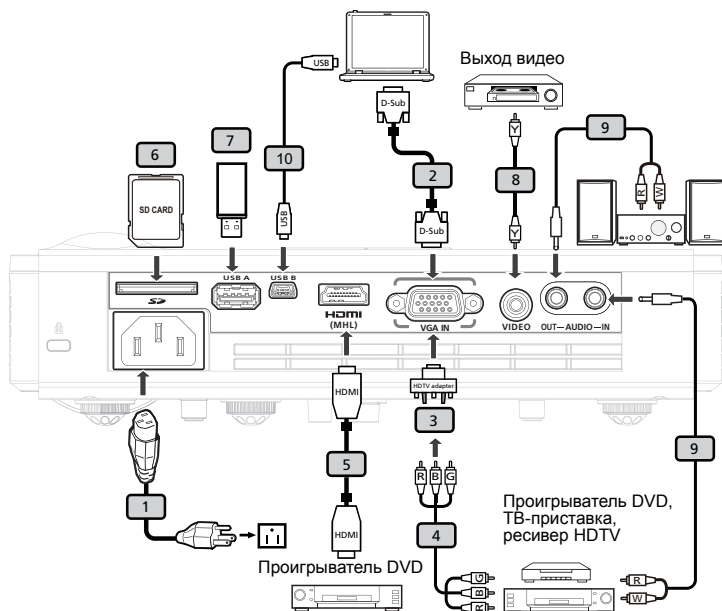 Выход видео
USB
D-Sub
9
6
7
10
2
8
R
W
Y
SD CARD
USB
D-Sub
Y
USB A
USB B
SD
HDMI
(MHL)
VGA IN
VIDEO
OUT—AUDIO—IN
HDMI
HDTV adapter
3
5
R
B
G
9
1
4
Проигрыватель DVD,
ТВ-приставка,
ресивер HDTV
HDMI
Проигрыватель DVD
G
B
R
R
W